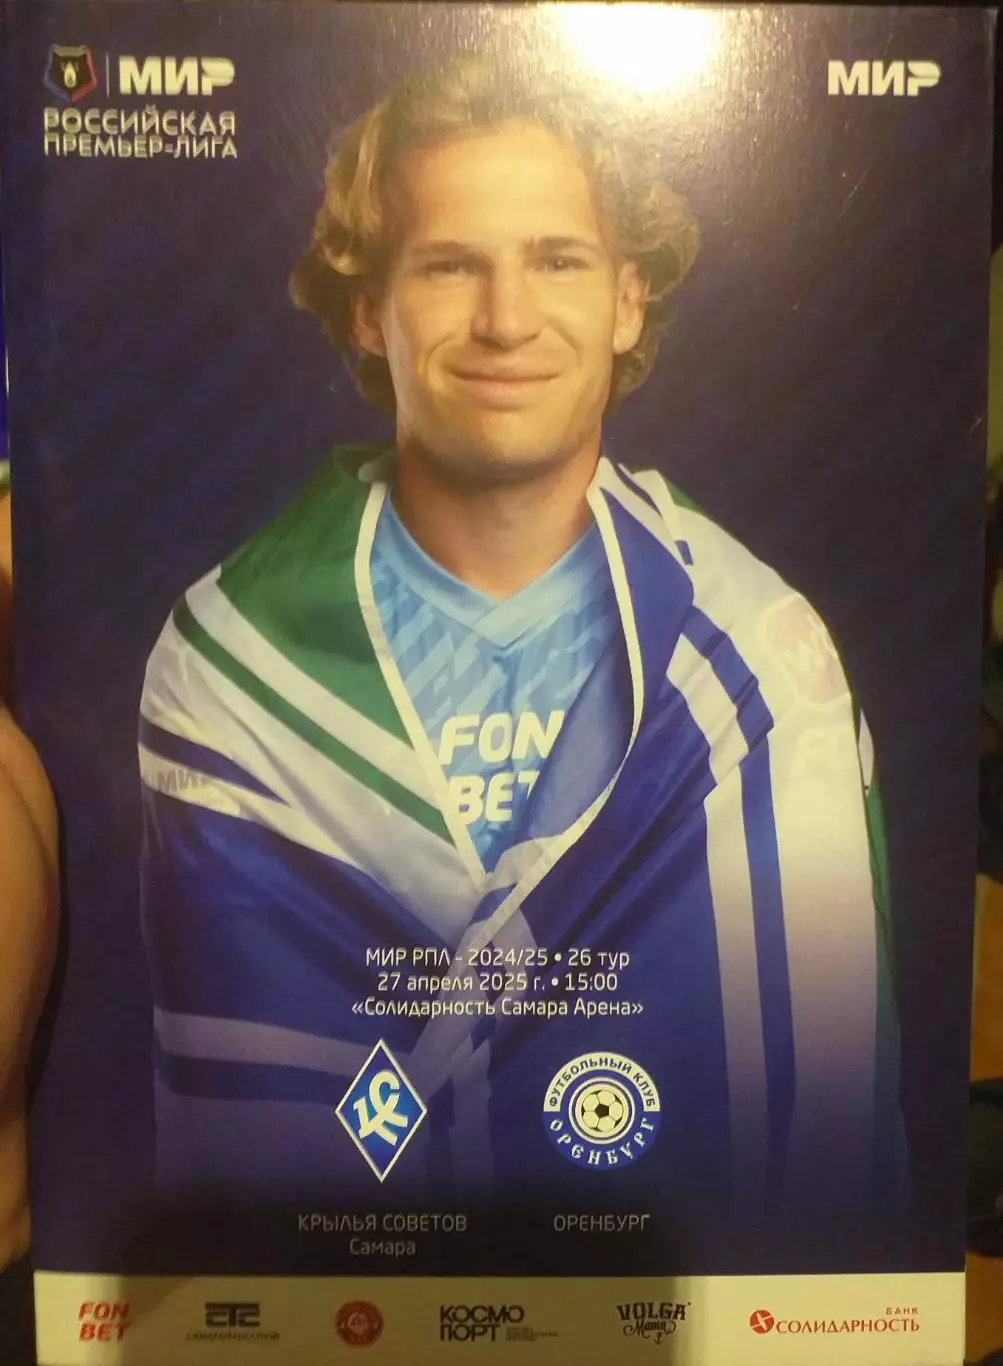 МИР
РОССИЙСКАЯ
ПРЕМЬЕР-ЛИГА
МИР
FON
BET
МИР РПЛ - 2024/25 • 26 тур
27 апреля 2025 г. • 15:00
«Солидарность Самара Арена»
ФУТБОЛЬНЫЙ КЛУБ
ОРЕНБУРГ
КРЫЛЬЯ СОВЕТОВ
Самара
ОРЕНБУРГ
FON
BET
КОСМО
ПОРТ
VOLGA
Mama
БАНК
СОЛИДАРНОСТЬ